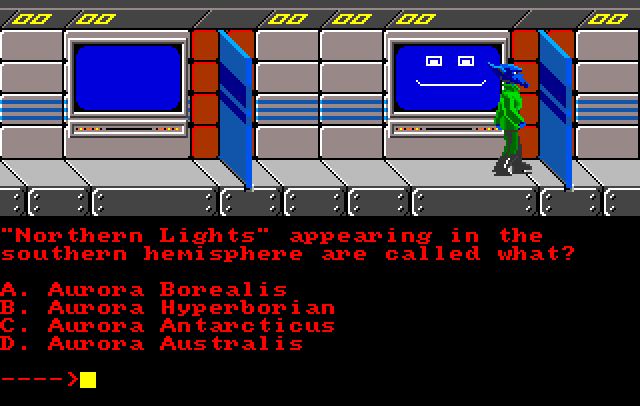 "Northern Lights" appearing in the
southern hemisphere are called what?
A. Aurora Borealis
B. Aurora Hyperborian
C. Aurora Antarcticus
D. Aurora Australis
---->